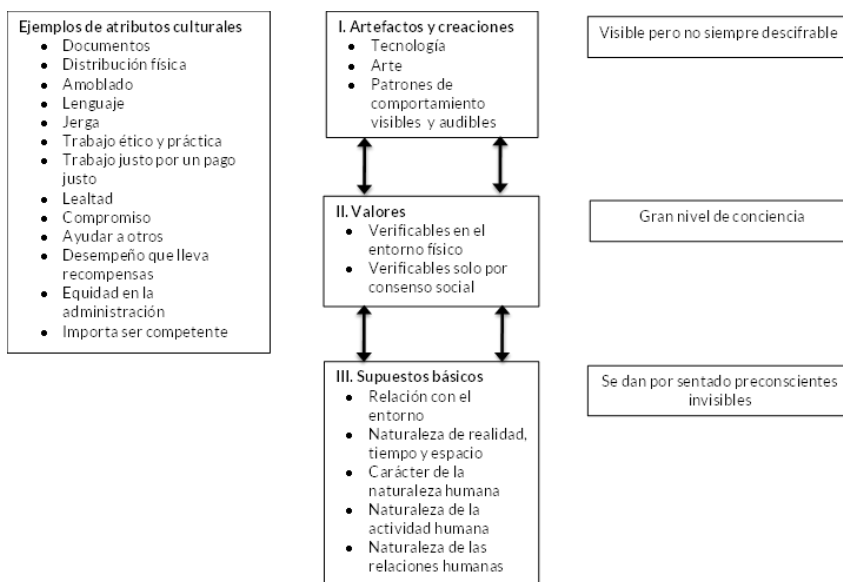 Ejemplos de atributos culturales
• Documentos
• Distribución física
• Amoblado
• Lenguaje
• Jerga
• Trabajo ético y práctica
• Trabajo justo por un pago
justo
• Lealtad
• Compromiso
• Ayudar a otros
• Desempeño que lleva
recompensas
• Equidad en la
administración
• Importa ser competente
I. Artefactos y creaciones
• Tecnología
• Arte
• Patrones de
comportamiento
visibles y audibles
Visible pero no siempre descifrable
II. Valores
• Verificables en el
entorno físico
• Verificables solo por
consenso social
Gran nivel de conciencia
III. Supuestos básicos
• Relación con el
entorno
• Naturaleza de realidad,
tiempo y espacio
• Carácter de la
naturaleza humana
• Naturaleza de la
actividad humana
• Naturaleza de las
relaciones humanas
Se dan por sentado preconscientes
invisibles